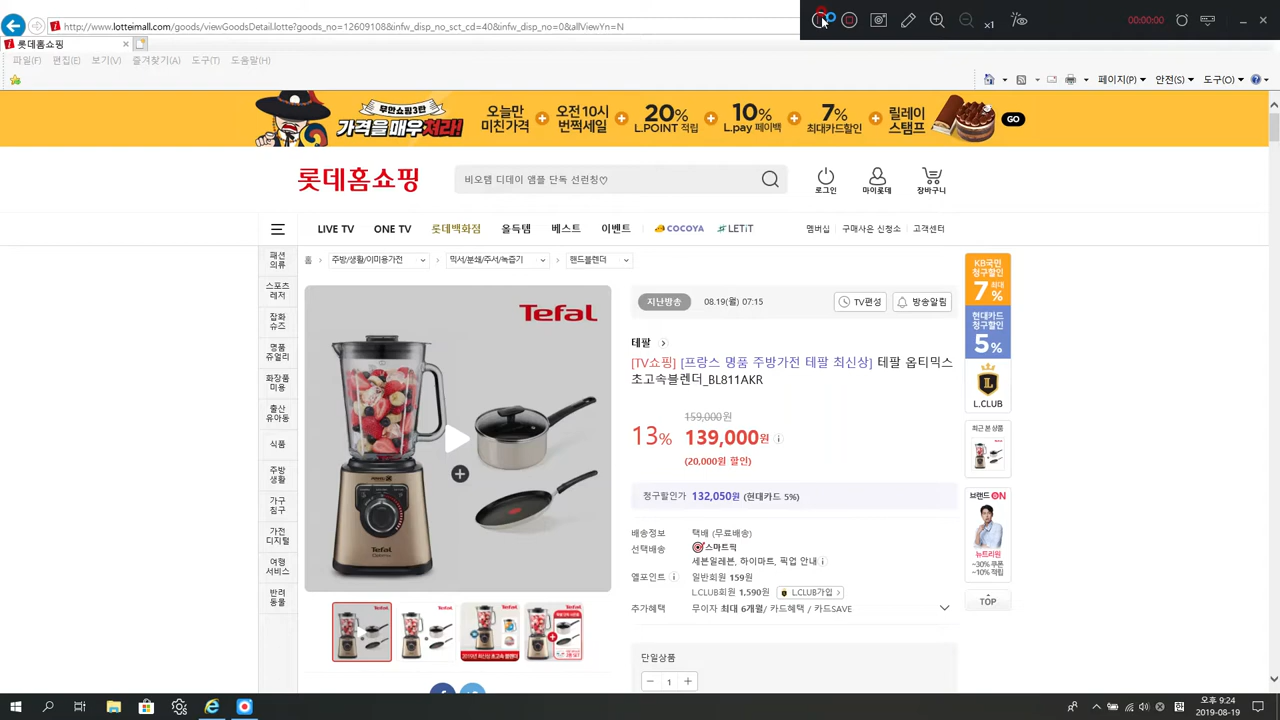 http://www.lotteimall.com/goods/viewGoodsDetail.lotte?goods_no=12609108&infw_disp_no_sct_cd=40&infw_disp_no=0&allViewYn=N
x1
00:00:00
롯데홈쇼핑
파일(F) 편집(E) 보기(V) 즐겨찾기(A) 도구(T) 도움말(H)
페이지(P) 안전(S) 도구(O)
무한쇼핑3탄
가격을매우쳐라!
오늘만 미친가격
오전10시 번쩍세일
20% L.POINT 적립
10% L.pay 페이백
7% 최대카드할인
릴레이 스탬프
GO
롯데홈쇼핑
비오템 디데이 앰플 단독 선런칭♡
로그인 마이롯데 장바구니
LIVE TV ONE TV 롯데백화점 올득템 베스트 이벤트 COCOYA LETiT 멤버십 구매사은 신청소 고객센터
홈 > 주방/생활/이미용가전 > 믹서/분쇄/주서/녹즙기 > 핸드블렌더
패션 의류
스포츠 레저
잡화 슈즈
명품 쥬얼리
화장품 미용
출산 유아동
식품
주방 생활
가구 침구
가전 디지털
여행 서비스
반려 동물
Tefal
Tefal
지난방송 08.19(월) 07:15 TV편성 방송알림
테팔 >
[TV쇼핑] [프랑스 명품 주방가전 테팔 최신상] 테팔 옵티믹스 초고속블렌더_BL811AKR
159,000원
13% 139,000원
(20,000원 할인)
청구할인가 132,050원 (현대카드 5%)
배송정보 택배 (무료배송)
선택배송 스마트픽
세븐일레븐, 하이마트, 픽업 안내
엘포인트 일반회원 159원
L.CLUB회원 1,590원 L.CLUB가입 >
추가혜택 무이자 최대 6개월/ 카드혜택 / 카드SAVE
단일상품
- 1 +
KB국민 청구할인 최대 7%
현대카드 청구할인 5%
L
L.CLUB
최근 본 상품
브랜드 ON
뉴트리원
~30% 쿠폰
~10% 적립
TOP
오후 9:24
2019-08-19